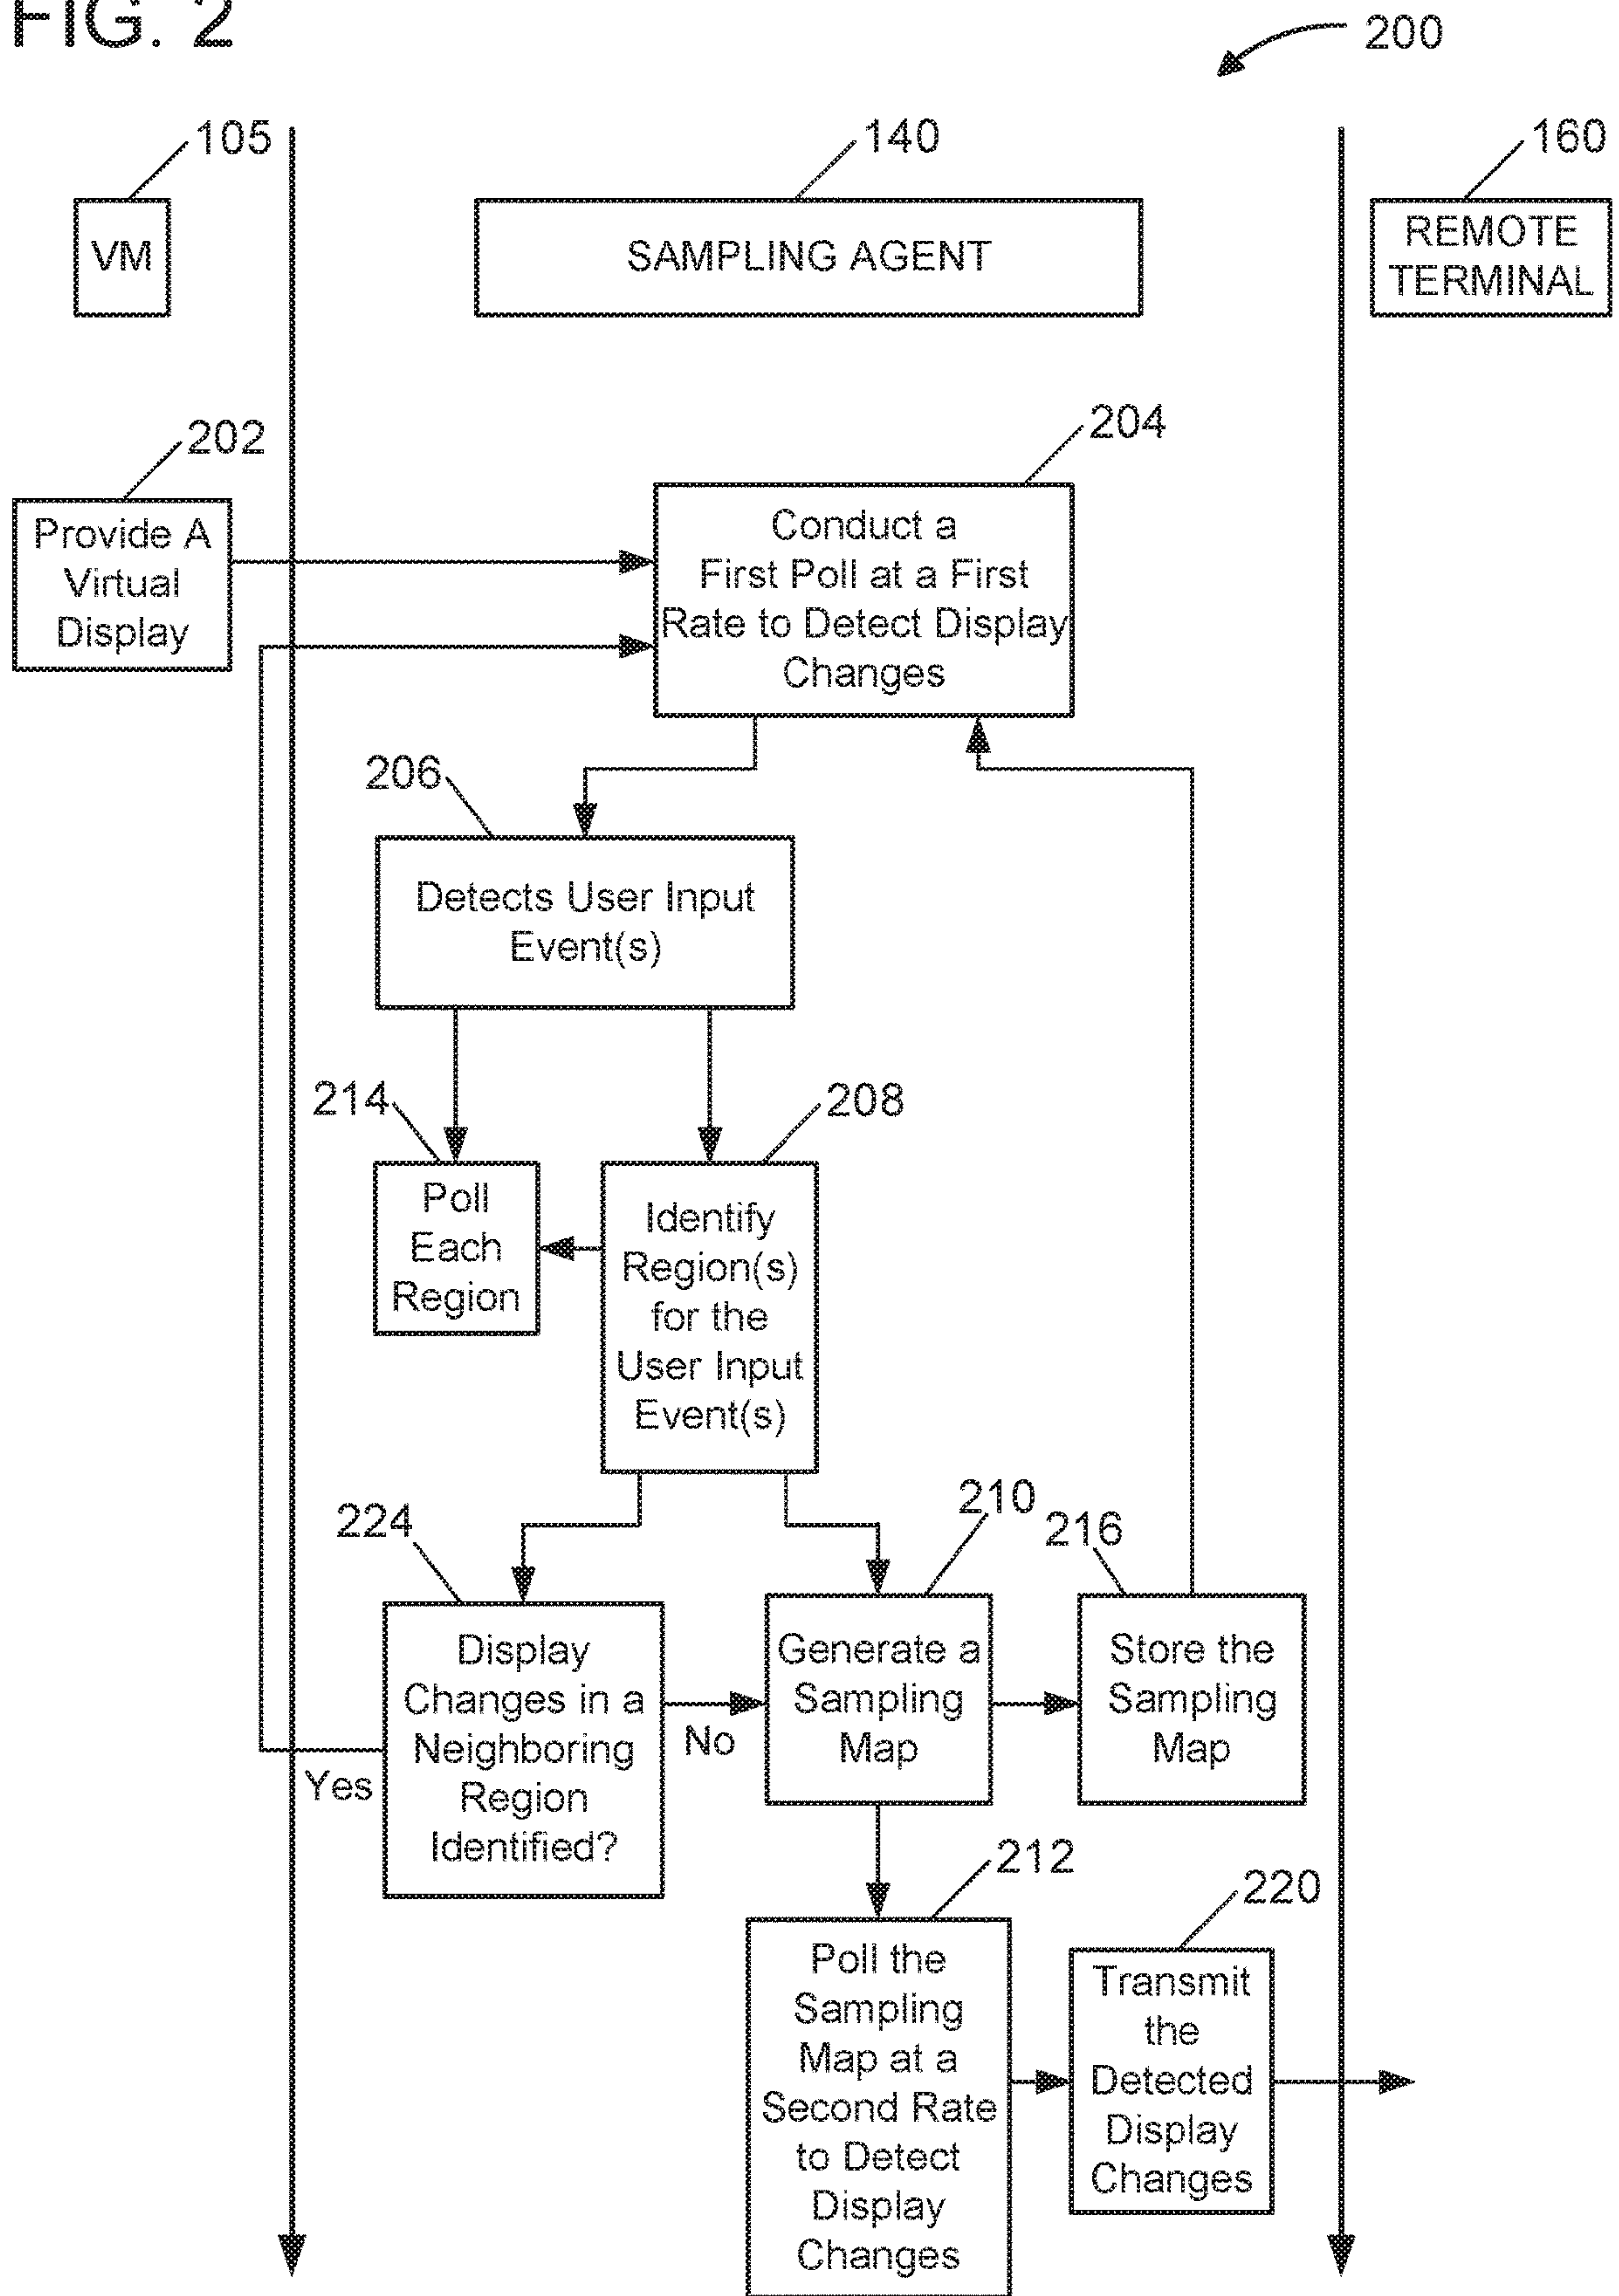 FIG. 2
200
105
140
160
VM
SAMPLING AGENT
REMOTE
TERMINAL
202
204
Provide A
Virtual
Display
Conduct a
First Poll at a First
Rate to Detect Display
Changes
206
Detects User Input
Event(s)
214
208
Poll
Each
Region
Identify
Region(s)
for the
User Input
Event(s)
224
210
216
Display
Changes in a
Neighboring
Region
Identified?
Yes
No
Generate a
Sampling
Map
Store the
Sampling
Map
212
220
Poll the
Sampling
Map at a
Second Rate
to Detect
Display
Changes
Transmit
the
Detected
Display
Changes